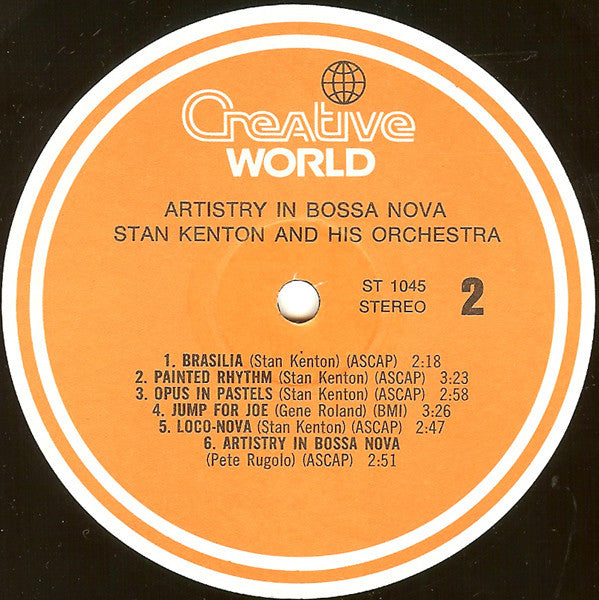 Creative
WORLD
ARTISTRY IN BOSSA NOVA
STAN KENTON AND HIS ORCHESTRA
ST 1045
STEREO 2
1. BRASILIA (Stan Kenton) (ASCAP) 2:18
2. PAINTED RHYTHM (Stan Kenton) (ASCAP) 3:23
3. OPUS IN PASTELS (Stan Kenton) (ASCAP) 2:58
4. JUMP FOR JOE (Gene Roland) (BMI) 3:26
5. LOCO-NOVA (Stan Kenton) (ASCAP) 2:47
6. ARTISTRY IN BOSSA NOVA
(Pete Rugolo) (ASCAP) 2:51